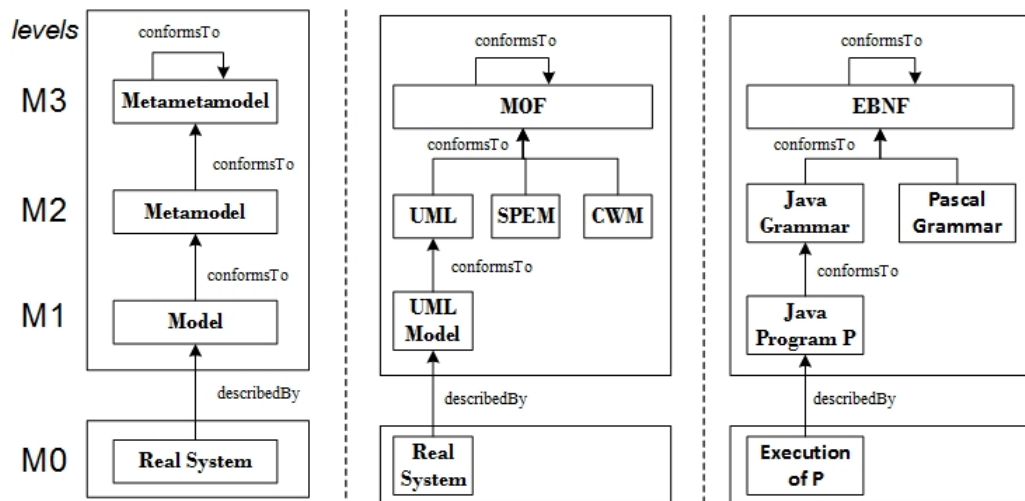 levels
M3
M2
M1
M0
conformsTo
Metametamodel
conformsTo
Metamodel
conformsTo
Model
describedBy
Real System
conformsTo
MOF
conformsTo
UML
SPEM
CWM
conformsTo
UML
Model
describedBy
Real
System
conformsTo
EBNF
conformsTo
Java
Grammar
Pascal
Grammar
conformsTo
Java
Program P
describedBy
Execution
of P